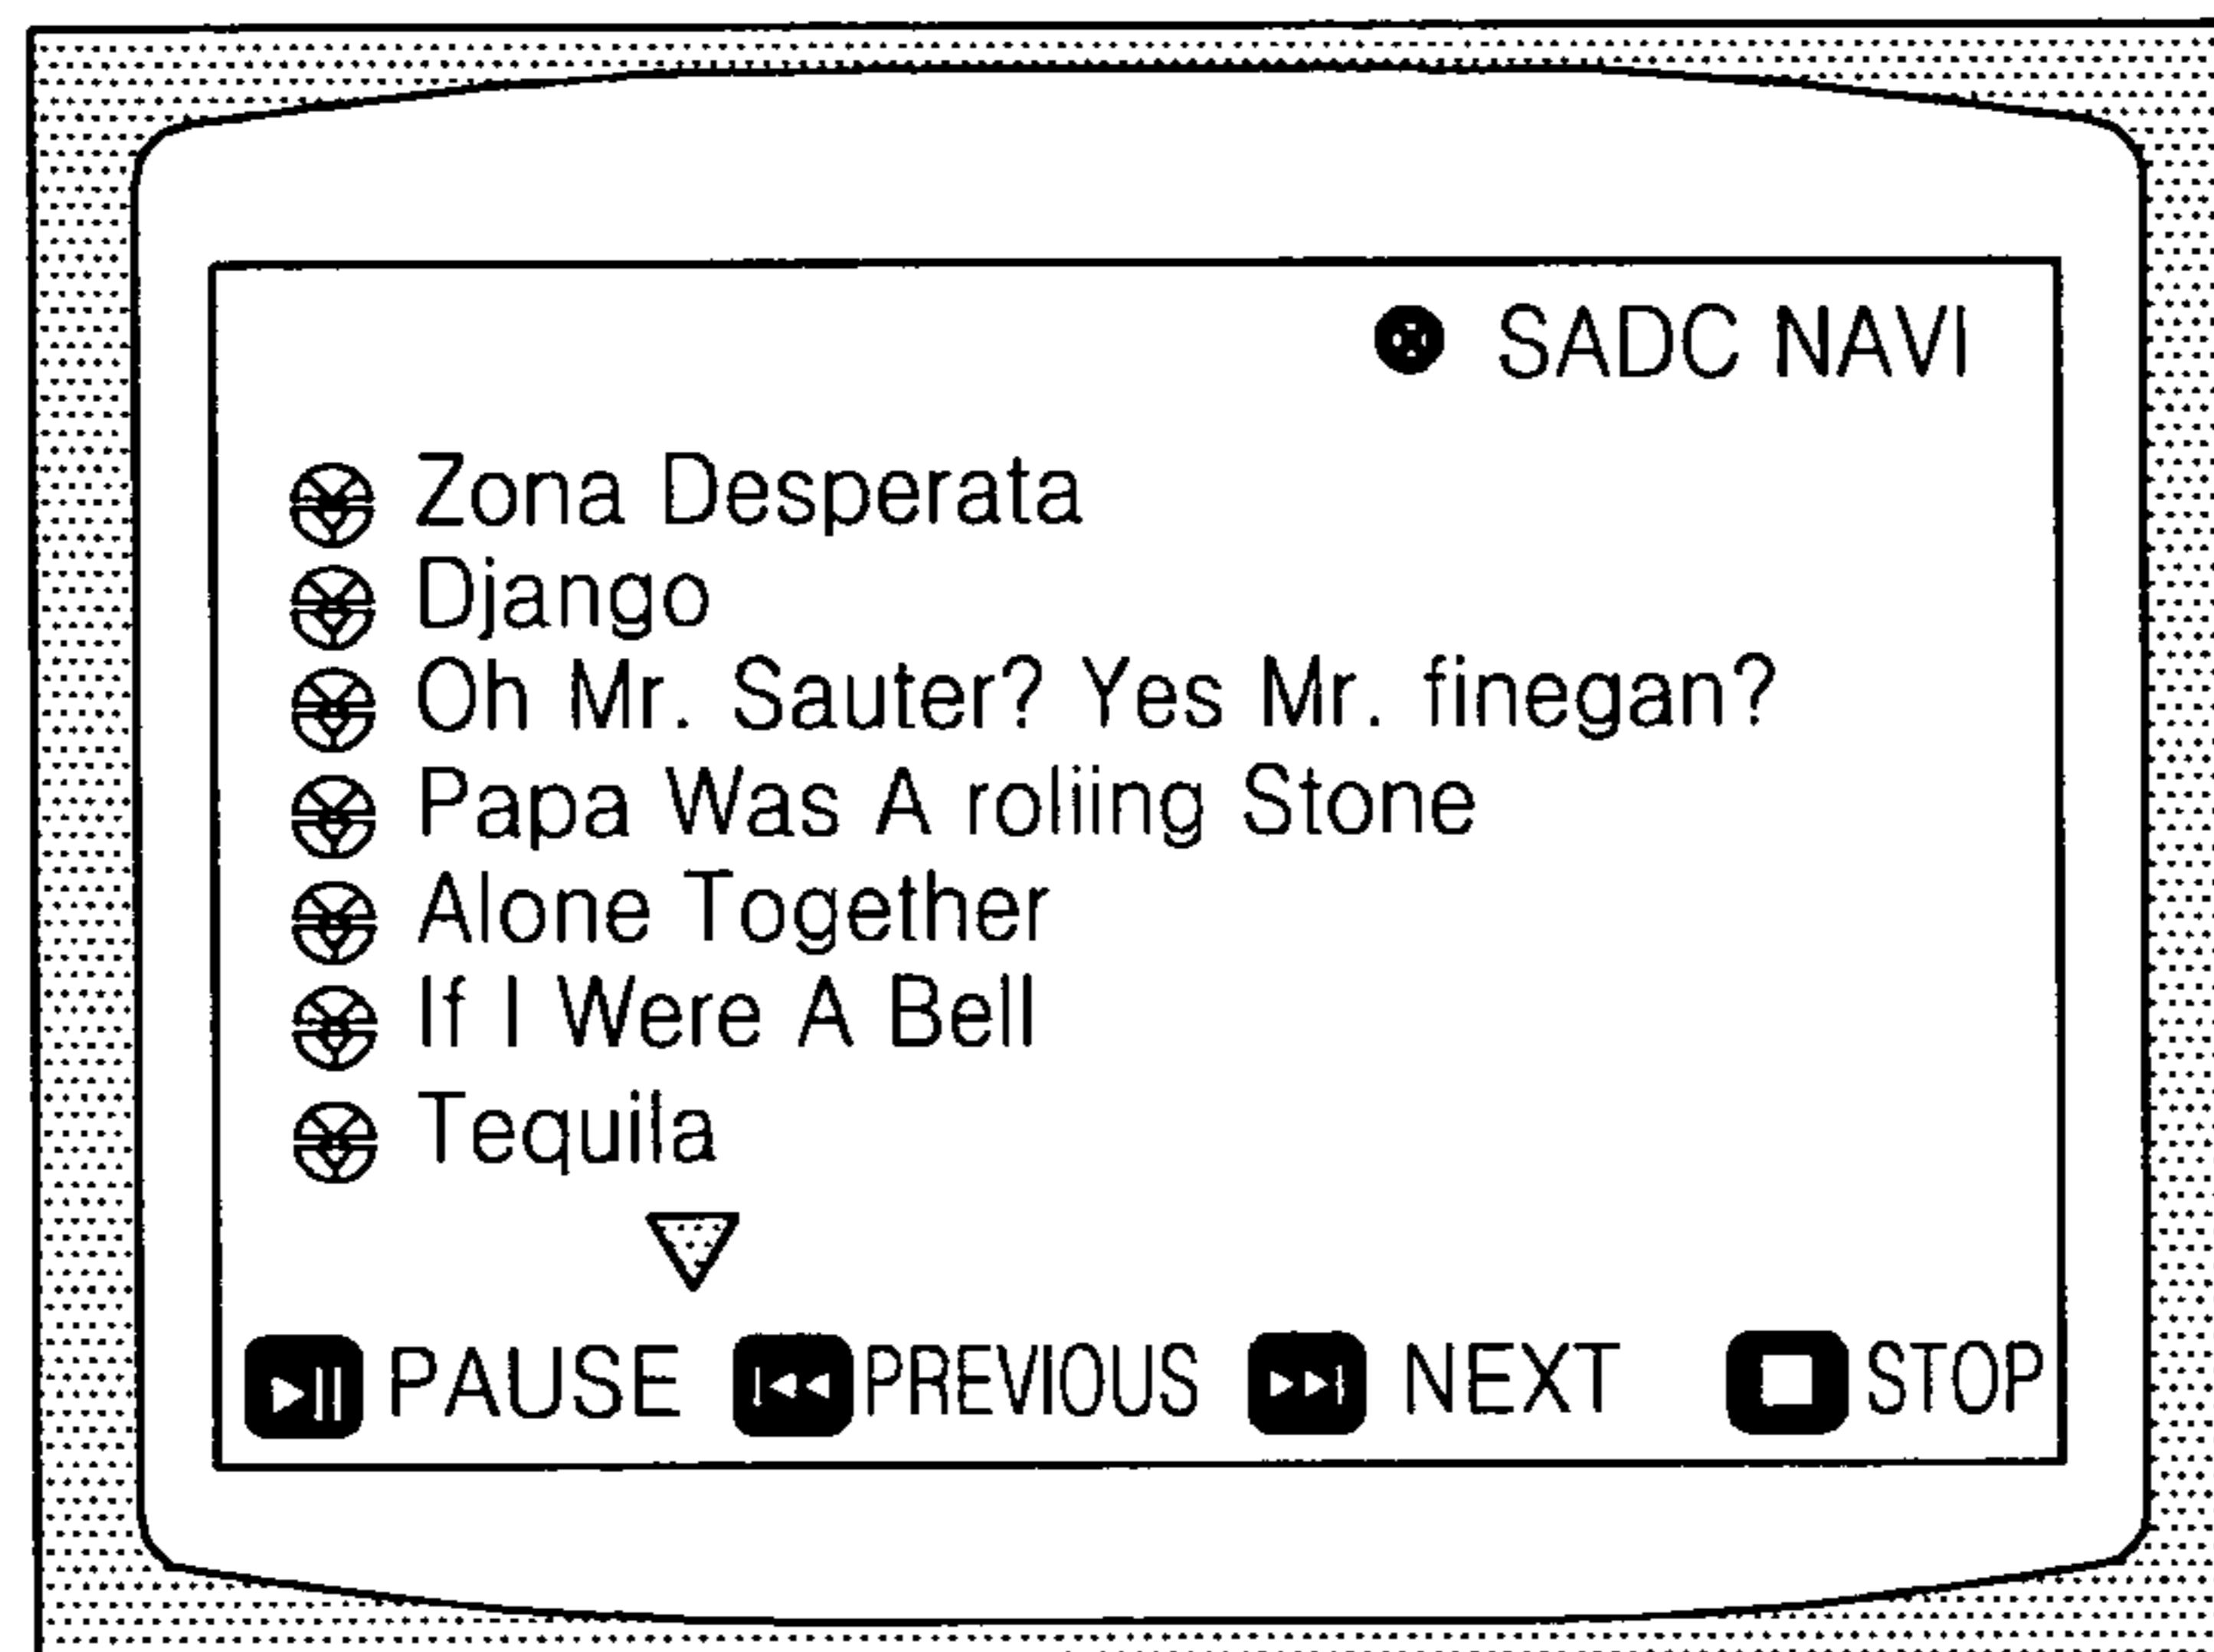 SADC NAVI
Zona Desperata
Django
Oh Mr. Sauter? Yes Mr. finegan?
Papa Was A roliing Stone
Alone Together
If I Were A Bell
Tequila
PAUSE PREVIOUS NEXT STOP